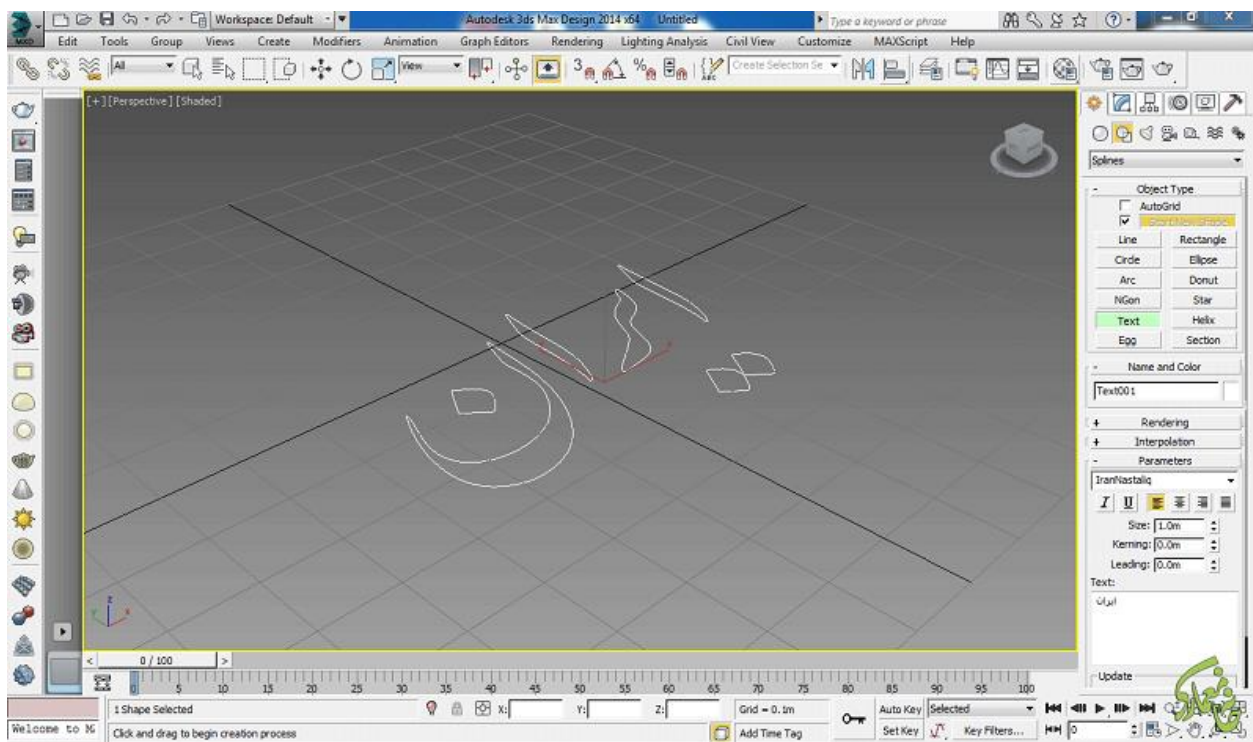 Workspace: Default
Autodesk 3ds Max Design 2014 x64 Untitled
Type a keyword or phrase
MXD
Edit Tools Group Views Create Modifiers Animation Graph Editors Rendering Lighting Analysis Civil View Customize MAXScript Help
All
View
3
Create Selection Se
[+][Perspective][Shaded]
Splines
- Object Type
AutoGrid
Start New Shape
Line Rectangle
Circle Ellipse
Arc Donut
NGon Star
Text Helix
Egg Section
- Name and Color
Text001
+ Rendering
+ Interpolation
- Parameters
IranNastaliq
I U
Size: 1.0m
Kerning: 0.0m
Leading: 0.0m
Text:
ایران
ایران
Update
z
y x
< 0 / 100 >
0 5 10 15 20 25 30 35 40 45 50 55 60 65 70 75 80 85 90 95 100
1 Shape Selected X: Y: Z: Grid = 0.1m Auto Key Selected
Welcome to M Click and drag to begin creation process Add Time Tag Set Key Key Filters... 0